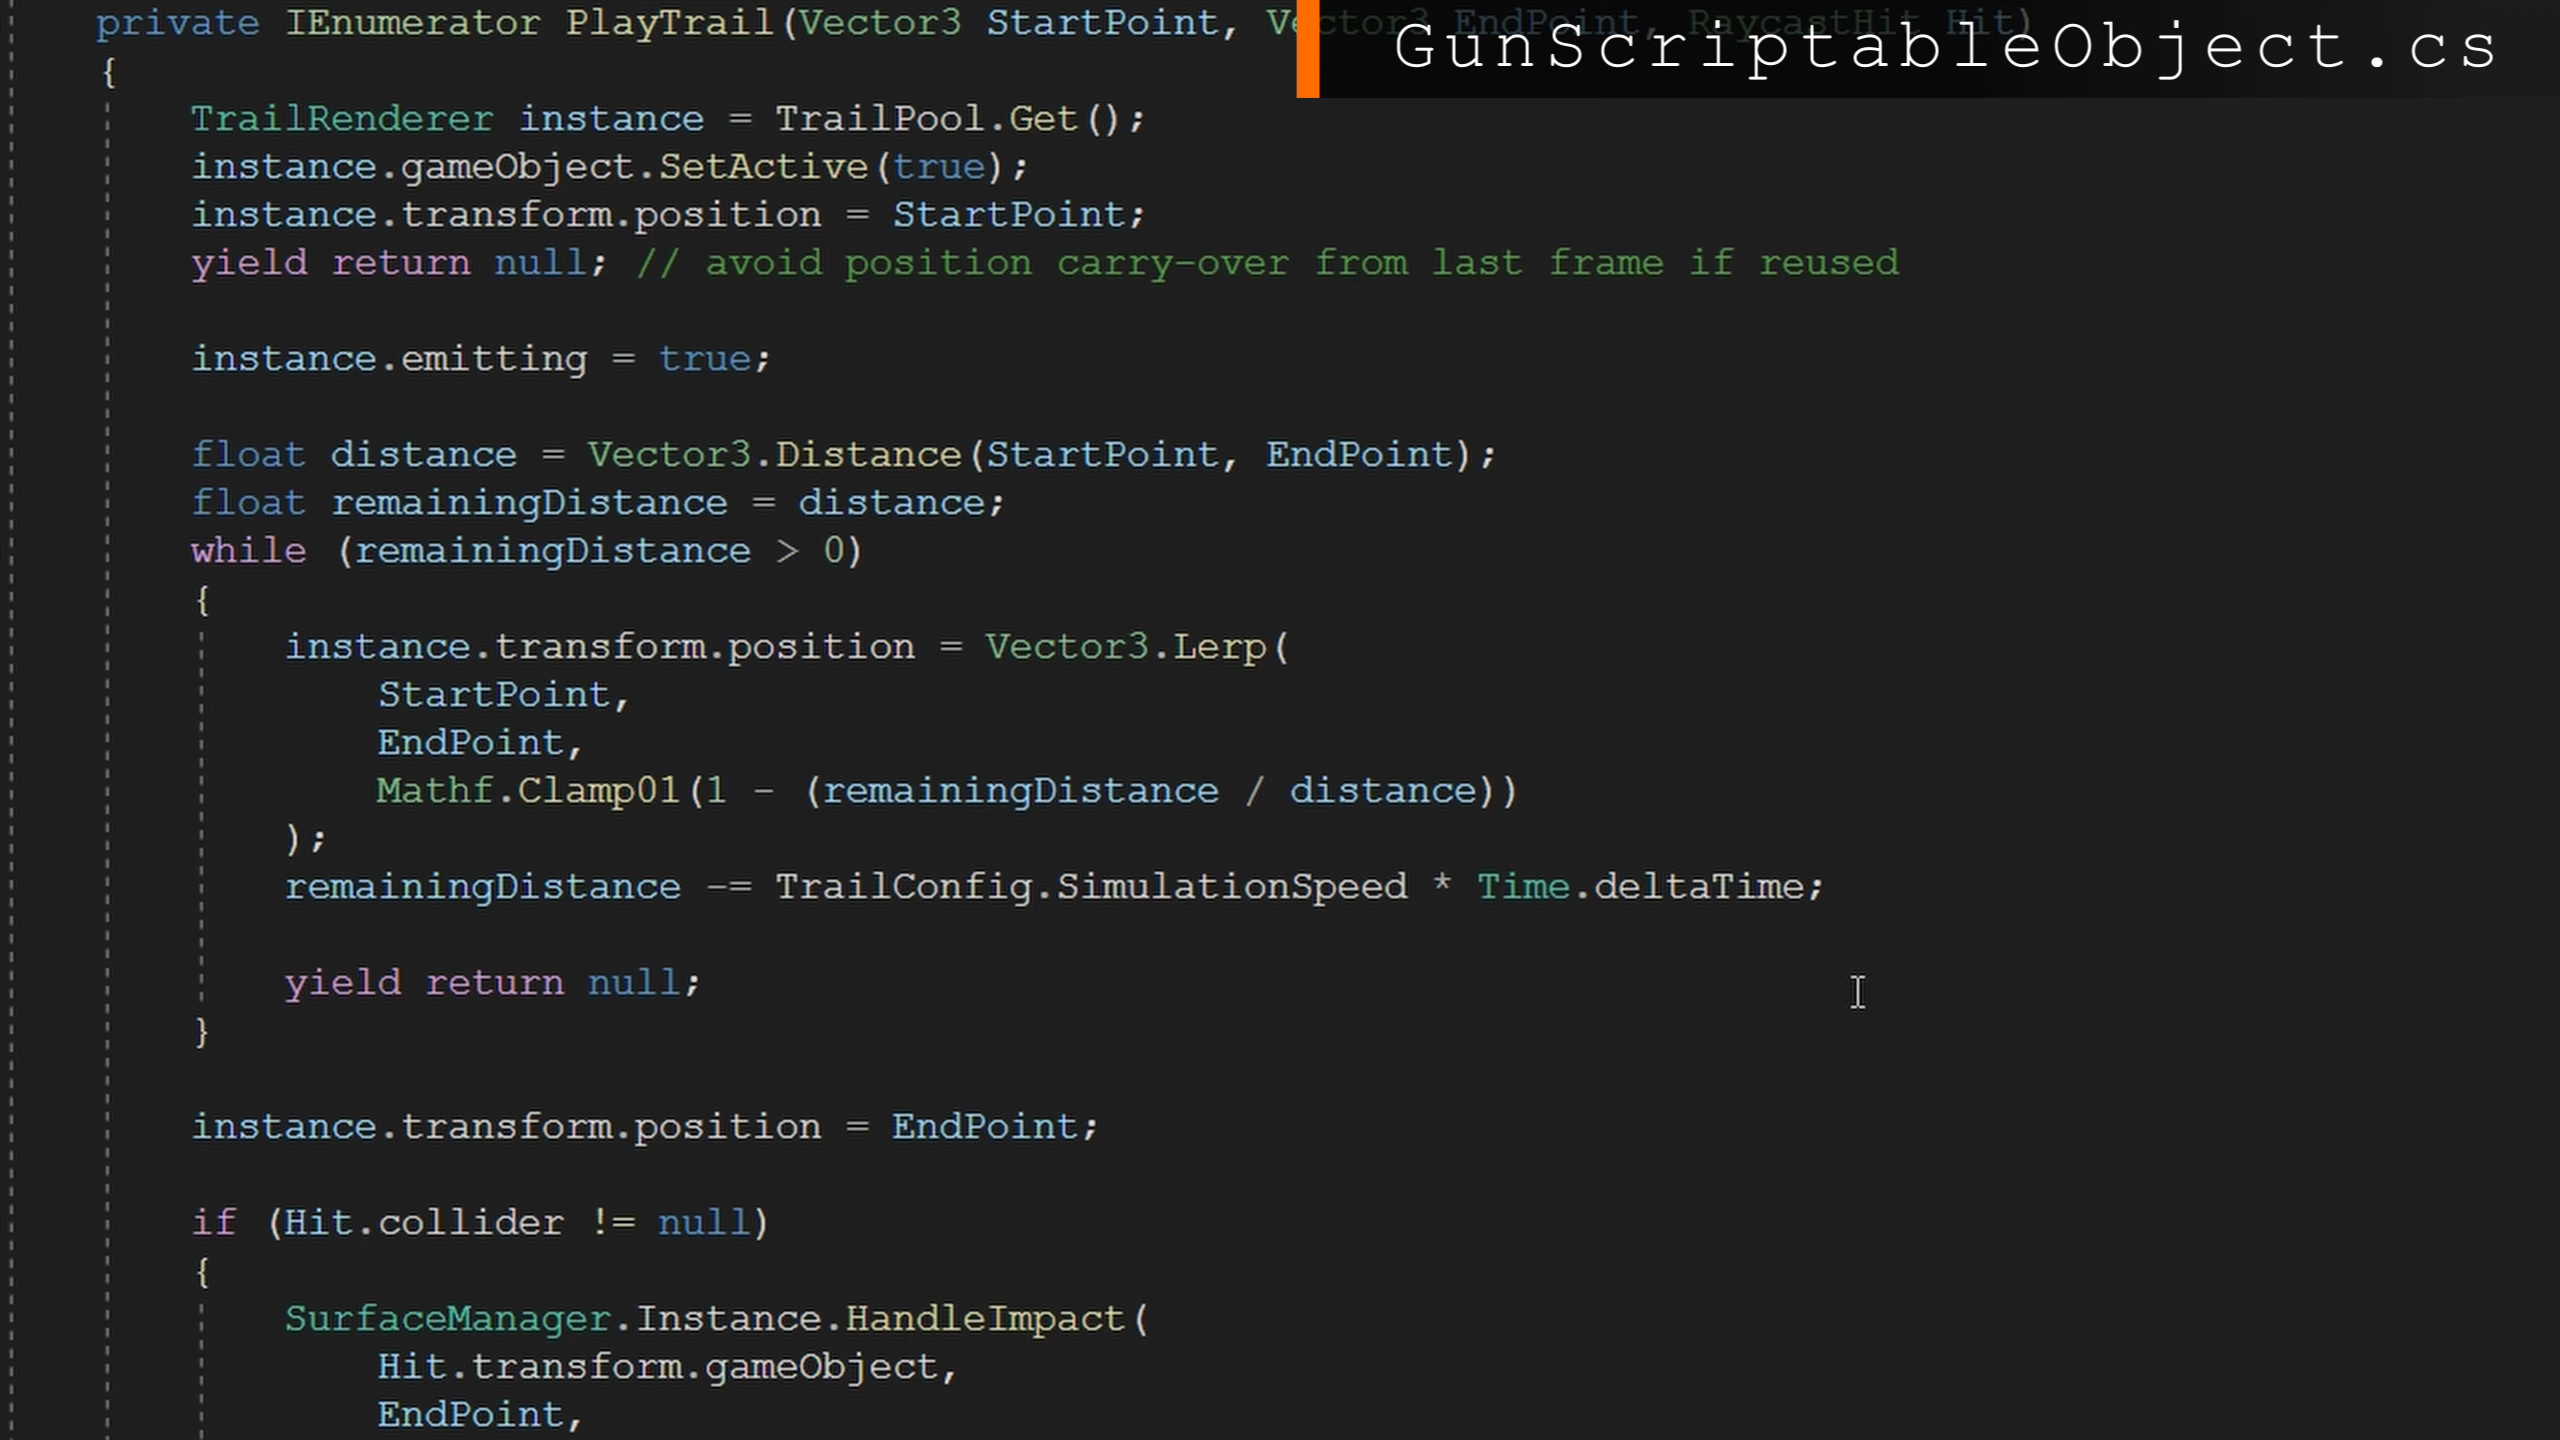 private IEnumerator PlayTrail(Vector3 StartPoint, Vector3 EndPoint, RaycastHit Hit)
GunScriptableObject.cs
{
TrailRenderer instance = TrailPool.Get();
instance.gameObject.SetActive(true);
instance.transform.position = StartPoint;
yield return null; // avoid position carry-over from last frame if reused
instance.emitting = true;
float distance = Vector3.Distance(StartPoint, EndPoint);
float remainingDistance = distance;
while (remainingDistance > 0)
{
instance.transform.position = Vector3.Lerp(
StartPoint,
EndPoint,
Mathf.Clamp01(1 - (remainingDistance / distance))
);
remainingDistance -= TrailConfig.SimulationSpeed * Time.deltaTime;
yield return null;
}
instance.transform.position = EndPoint;
if (Hit.collider != null)
{
SurfaceManager.Instance.HandleImpact(
Hit.transform.gameObject,
EndPoint,